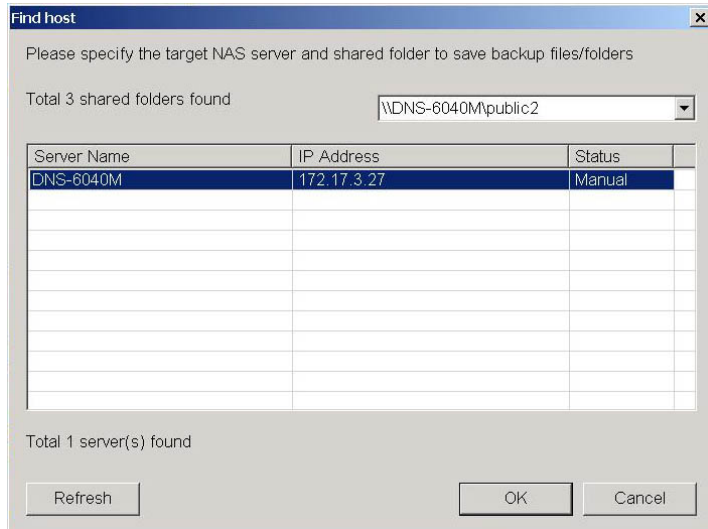 Find host
Please specify the target NAS server and shared folder to save backup files/folders
Total 3 shared folders found
\\DNS-6040M\public2
Server Name IP Address Status
DNS-6040M 172.17.3.27 Manual
Total 1 server(s) found
Refresh OK Cancel